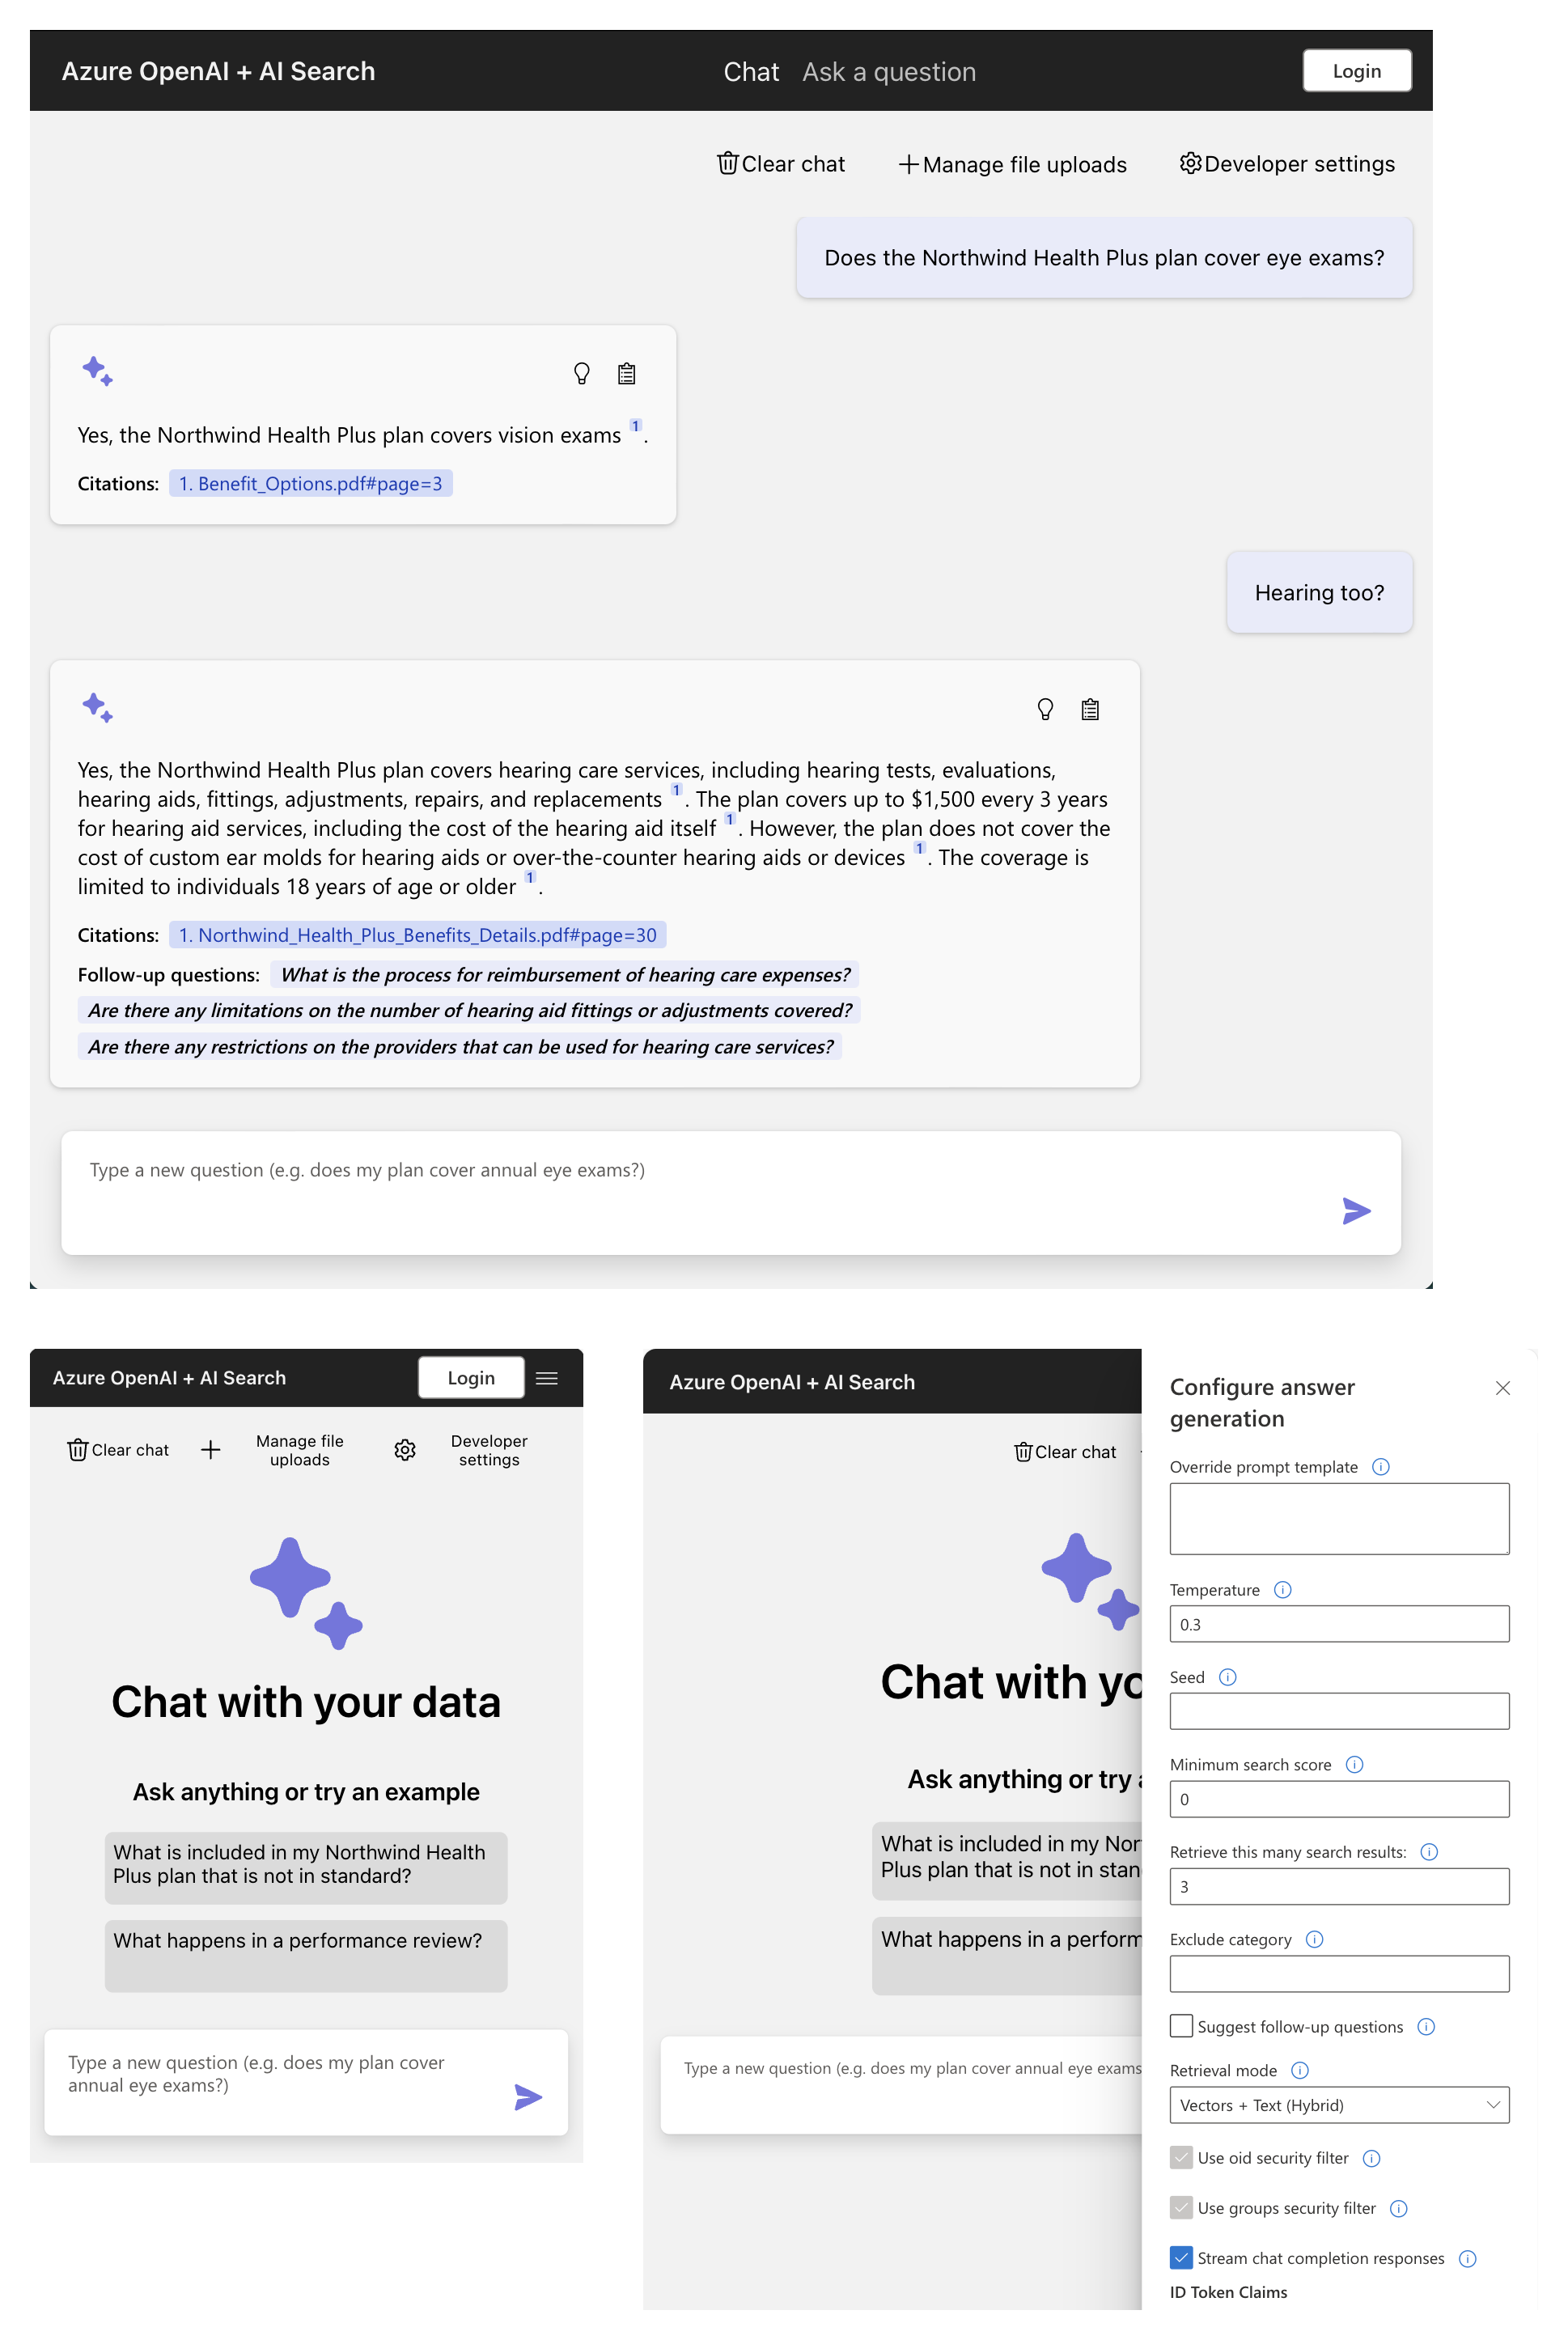 Azure OpenAI + AI Search
Chat Ask a question
Login
Clear chat
Manage file uploads
Developer settings
Does the Northwind Health Plus plan cover eye exams?
Yes, the Northwind Health Plus plan covers vision exams 1.
Citations: 1. Benefit_Options.pdf#page=3
Hearing too?
Yes, the Northwind Health Plus plan covers hearing care services, including hearing tests, evaluations,
hearing aids, fittings, adjustments, repairs, and replacements 1. The plan covers up to $1,500 every 3 years
for hearing aid services, including the cost of the hearing aid itself 1. However, the plan does not cover the
cost of custom ear molds for hearing aids or over-the-counter hearing aids or devices 1. The coverage is
limited to individuals 18 years of age or older 1.
Citations: 1. Northwind_Health_Plus_Benefits_Details.pdf#page=30
Follow-up questions: What is the process for reimbursement of hearing care expenses?
Are there any limitations on the number of hearing aid fittings or adjustments covered?
Are there any restrictions on the providers that can be used for hearing care services?
Type a new question (e.g. does my plan cover annual eye exams?)
Azure OpenAI + AI Search
Login
Clear chat
Manage file
uploads
Developer
settings
Chat with your data
Ask anything or try an example
What is included in my Northwind Health
Plus plan that is not in standard?
What happens in a performance review?
Type a new question (e.g. does my plan cover
annual eye exams?)
Azure OpenAI + AI Search
Clear chat
Chat with yo
Ask anything or try a
What is included in my Nor
Plus plan that is not in stan
What happens in a perform
Type a new question (e.g. does my plan cover annual eye exams
Configure answer
generation
Override prompt template
Temperature
0.3
Seed
Minimum search score
0
Retrieve this many search results:
3
Exclude category
Suggest follow-up questions
Retrieval mode
Vectors + Text (Hybrid)
Use oid security filter
Use groups security filter
Stream chat completion responses
ID Token Claims